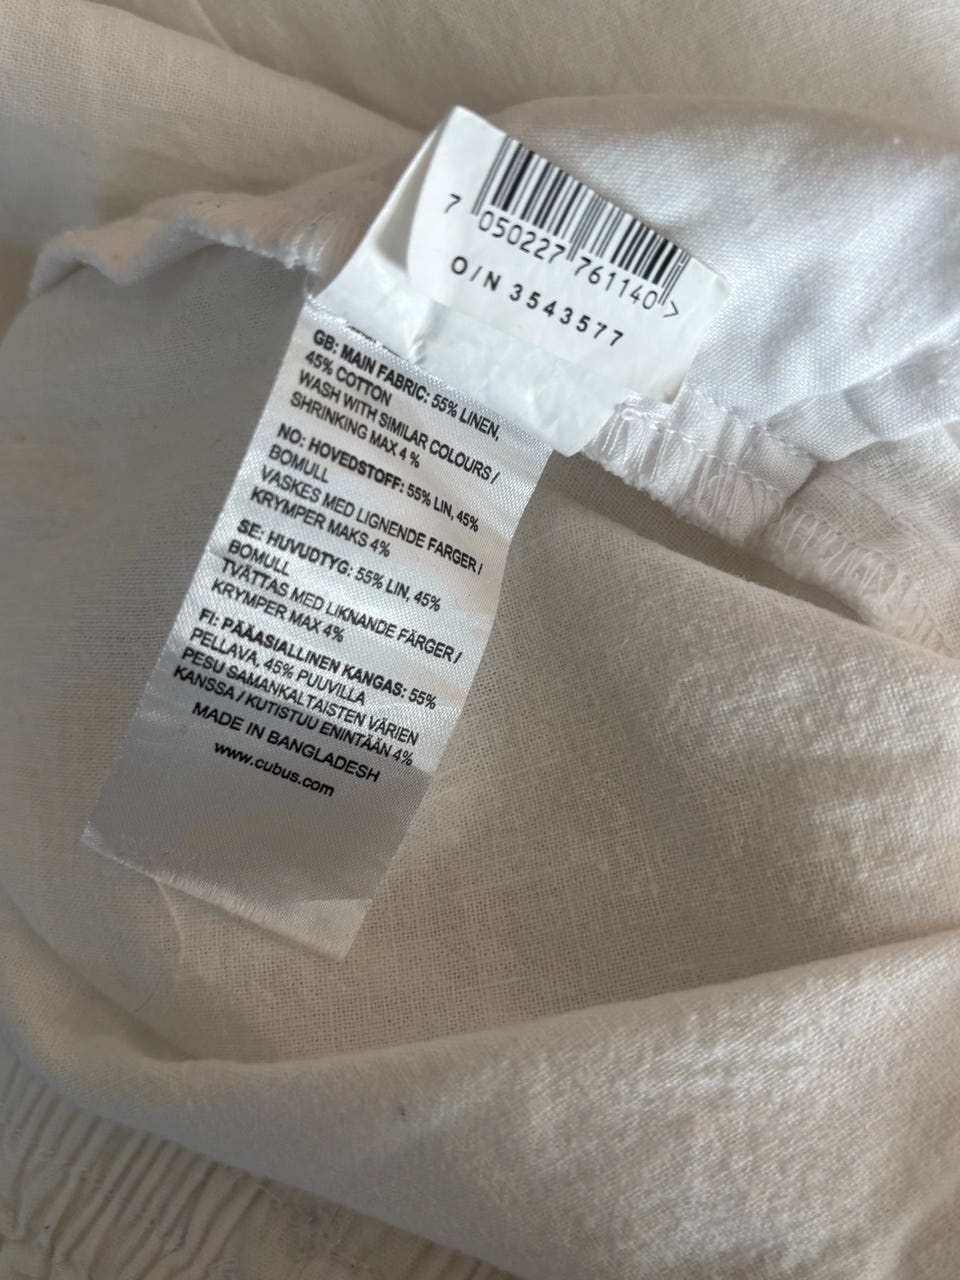 7 050227 761140 >
O/N 3543577
GB: MAIN FABRIC: 55% LINEN,
45% COTTON
WASH WITH SIMILAR COLOURS /
SHRINKING MAX 4 %
NO: HOVEDSTOFF: 55% LIN, 45%
BOMULL
VASKES MED LIGNENDE FARGER /
KRYMPER MAKS 4%
SE: HUVUDTYG: 55% LIN, 45%
BOMULL
TVÄTTAS MED LIKNANDE FÄRGER /
KRYMPER MAX 4%
FI: PÄÄASIALLINEN KANGAS: 55%
PELLAVA, 45% PUUVILLA
PESU SAMANKALTAISTEN VÄRIEN
KANSSA / KUTISTUU ENINTÄÄN 4%
MADE IN BANGLADESH
www.cubus.com